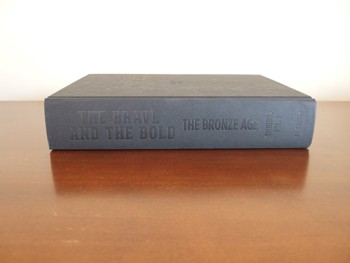 THE BRAVE
AND THE BOLD
THE BRONZE AGE